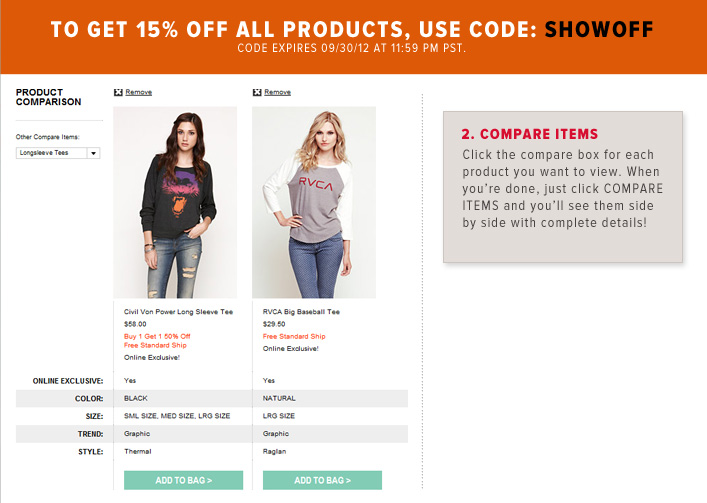 TO GET 15% OFF ALL PRODUCTS, USE CODE: SHOWOFF
CODE EXPIRES 09/30/12 AT 11:59 PM PST.
PRODUCT
COMPARISON
Other Compare Items:
Longsleeve Tees
Remove
Remove
RVCA
Civil Von Power Long Sleeve Tee
$58.00
Buy 1 Get 1 50% Off
Free Standard Ship
Online Exclusive!
RVCA Big Baseball Tee
$29.50
Free Standard Ship
Online Exclusive!
ONLINE EXCLUSIVE: Yes Yes
COLOR: BLACK NATURAL
SIZE: SML SIZE, MED SIZE, LRG SIZE LRG SIZE
TREND: Graphic Graphic
STYLE: Thermal Raglan
ADD TO BAG > ADD TO BAG >
2. COMPARE ITEMS
Click the compare box for each
product you want to view. When
you're done, just click COMPARE
ITEMS and you'll see them side
by side with complete details!